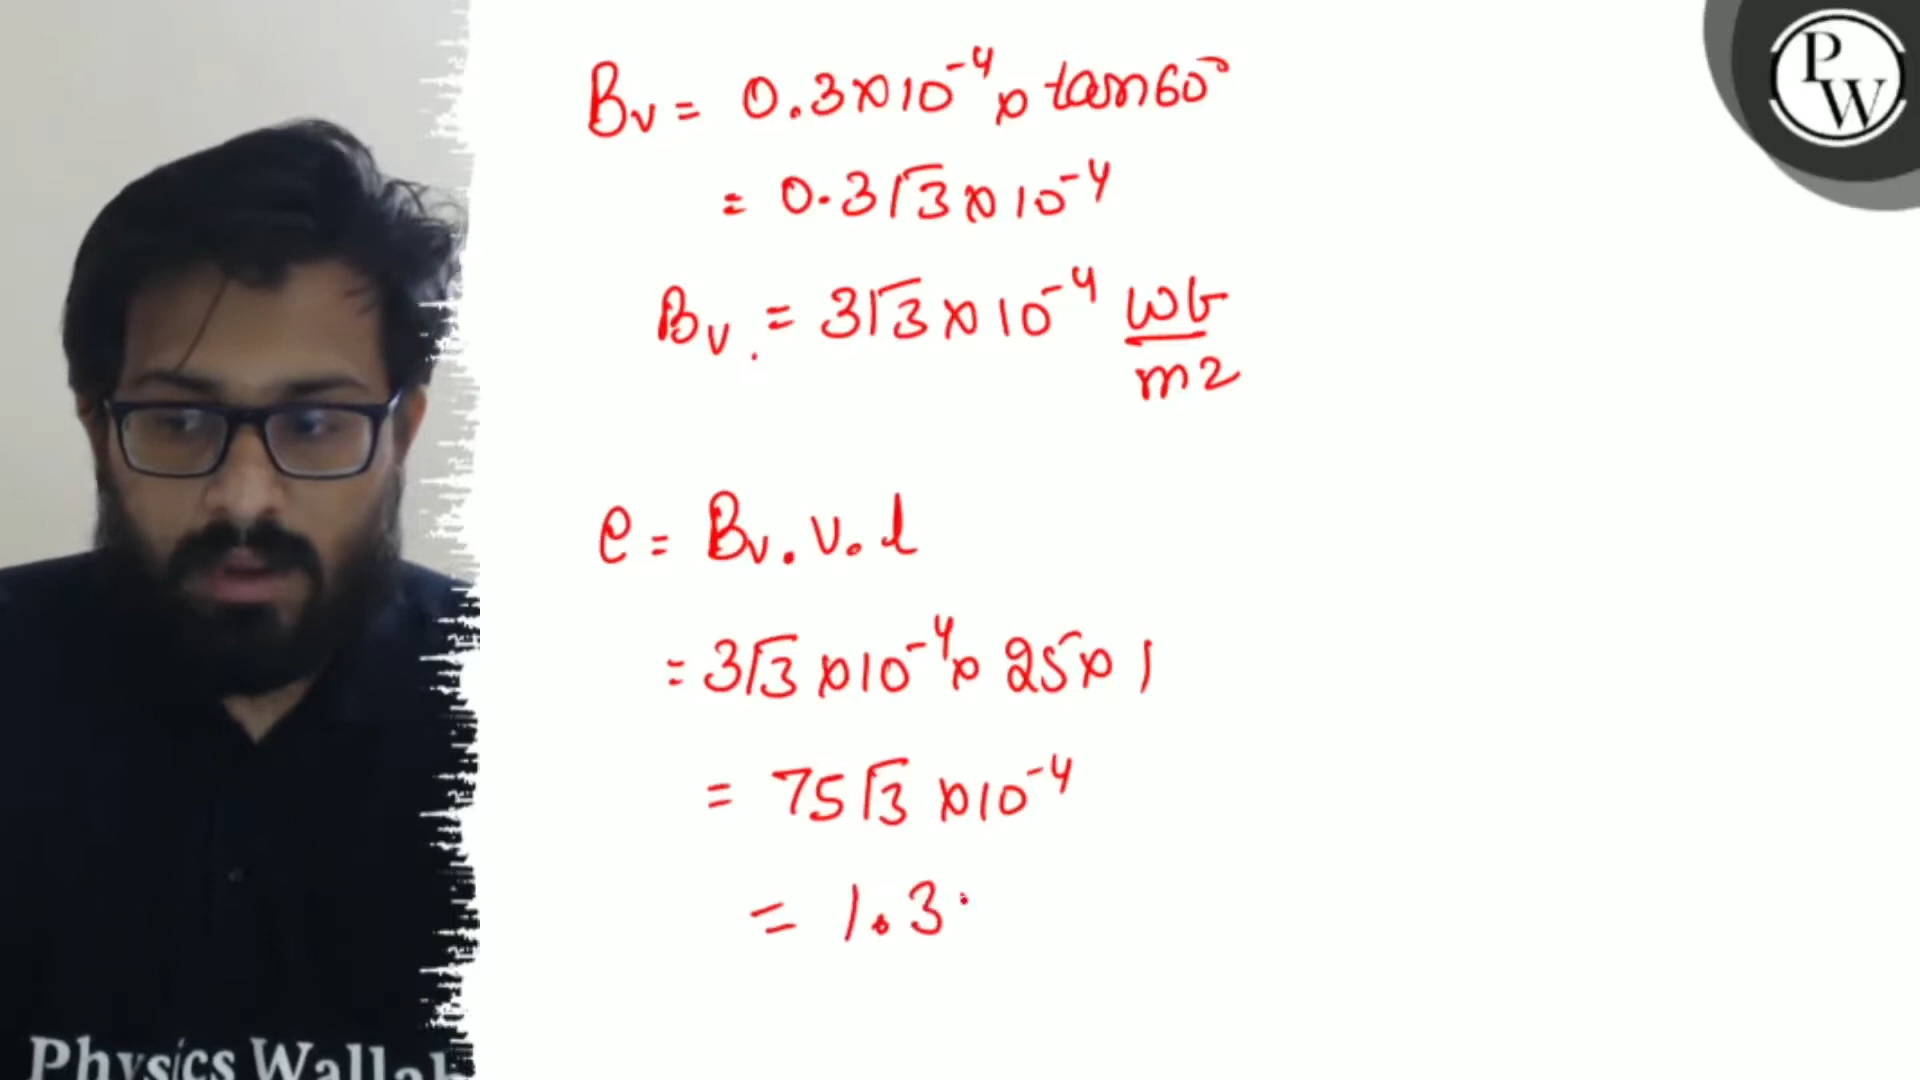 PW
Bv = 0.3×10⁻⁴ × tan60°
= 0.3√3×10⁻⁴
Bv. = 3√3×10⁻⁴ wb/m2
e = Bv.v.l
= 3√3×10⁻⁴× 25×1
= 75√3×10⁻⁴
= 1.3.
Physics Wallah